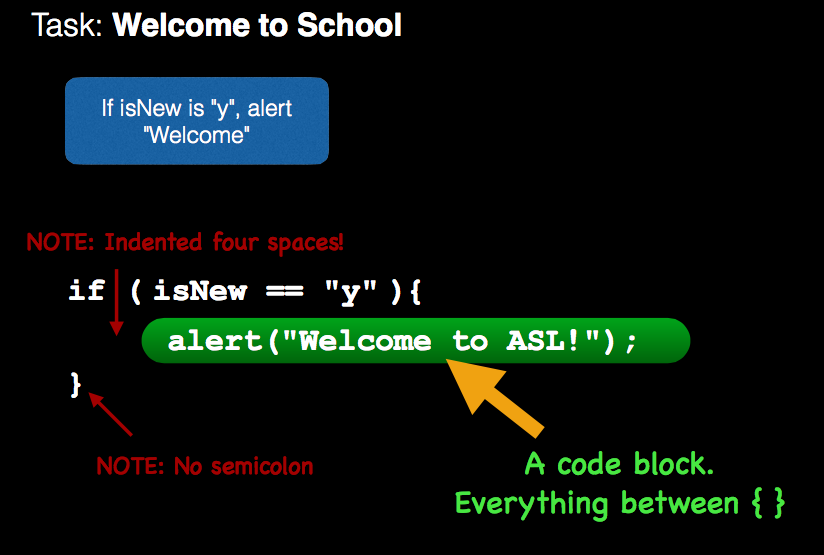 Task: Welcome to School
If isNew is "y", alert
"Welcome"
NOTE: Indented four spaces!
if ( isNew == "y" ){
alert("Welcome to ASL!");
}
NOTE: No semicolon
A code block.
Everything between { }